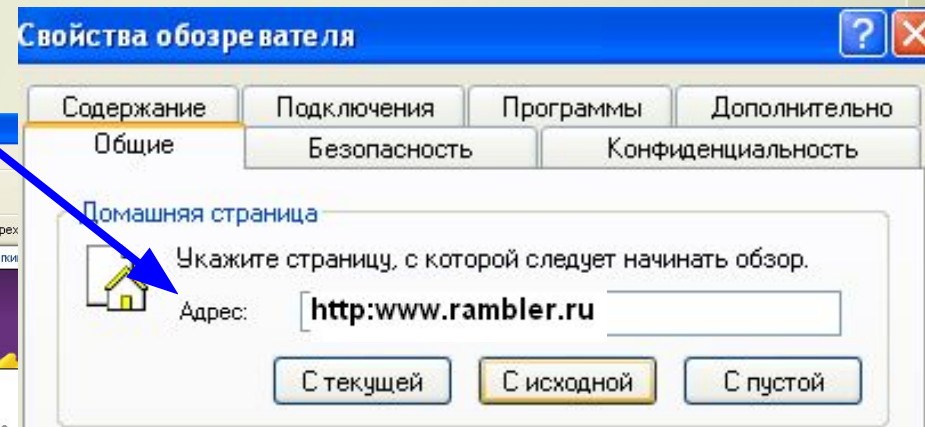 Свойства обозревателя
Содержание Подключения Программы Дополнительно
Общие Безопасность Конфиденциальность
Домашняя страница
Укажите страницу, с которой следует начинать обзор.
Адрес: http:www.rambler.ru
С текущей С исходной С пустой